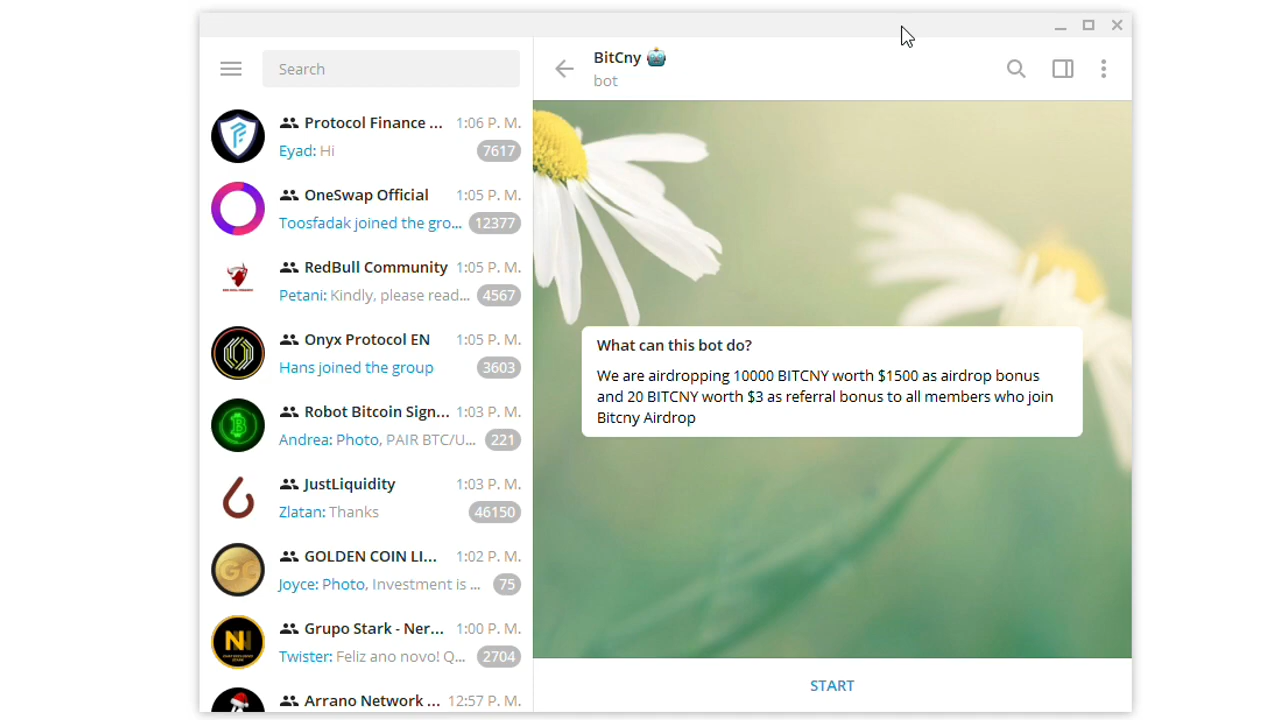 Search
BitCny 🤖
bot
Protocol Finance ... 1:06 P. M.
Eyad: Hi 7617
OneSwap Official 1:05 P. M.
Toosfadak joined the gro... 12377
RedBull Community 1:05 P. M.
Petani: Kindly, please read... 4567
Onyx Protocol EN 1:05 P. M.
Hans joined the group 3603
Robot Bitcoin Sign... 1:03 P. M.
Andrea: Photo, PAIR BTC/U... 221
JustLiquidity 1:03 P. M.
Zlatan: Thanks 46150
GOLDEN COIN LI... 1:02 P. M.
Joyce: Photo, Investment is ... 75
Grupo Stark - Ner... 1:00 P. M.
Twister: Feliz ano novo! Q... 2704
Arrano Network ... 12:57 P. M.
What can this bot do?
We are airdropping 10000 BITCNY worth $1500 as airdrop bonus
and 20 BITCNY worth $3 as referral bonus to all members who join
Bitcny Airdrop
START